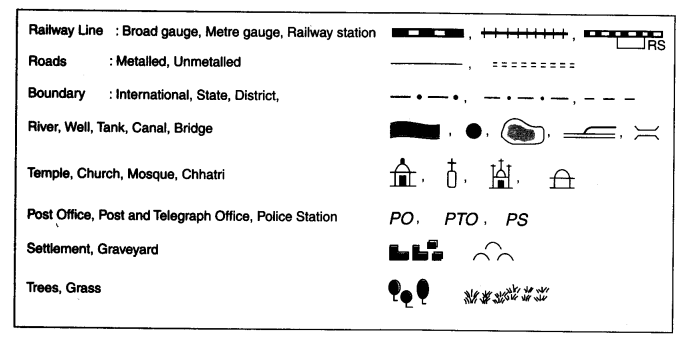 Railway Line : Broad gauge, Metre gauge, Railway station , ,
RS
Roads : Metalled, Unmetalled ,
Boundary : International, State, District, , ,
River, Well, Tank, Canal, Bridge , , , ,
Temple, Church, Mosque, Chhatri , , ,
Post Office, Post and Telegraph Office, Police Station PO, PTO, PS
Settlement, Graveyard ,
Trees, Grass